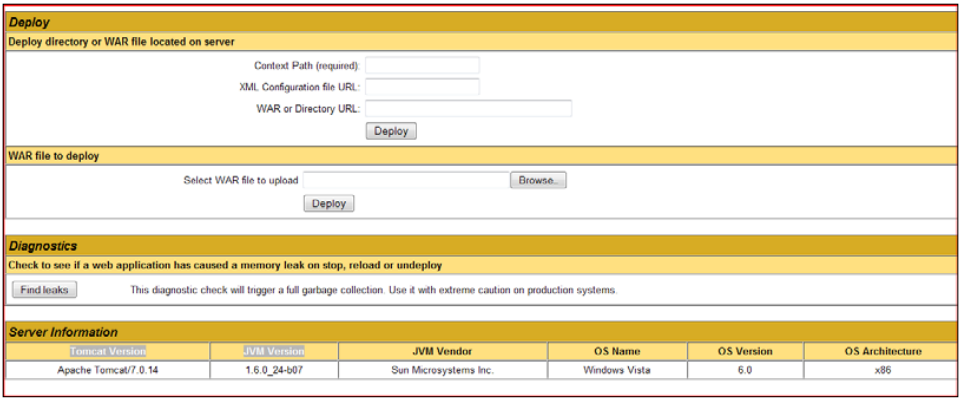 Deploy
Deploy directory or WAR file located on server
Context Path (required):
XML Configuration file URL:
WAR or Directory URL:
Deploy
WAR file to deploy
Select WAR file to upload Browse..
Deploy
Diagnostics
Check to see if a web application has caused a memory leak on stop, reload or undeploy
Find leaks This diagnostic check will trigger a full garbage collection. Use it with extreme caution on production systems.
Server Information
Tomcat Version JVM Version JVM Vendor OS Name OS Version OS Architecture
Apache Tomcat/7.0.14 1.6.0_24-b07 Sun Microsystems Inc. Windows Vista 6.0 x86